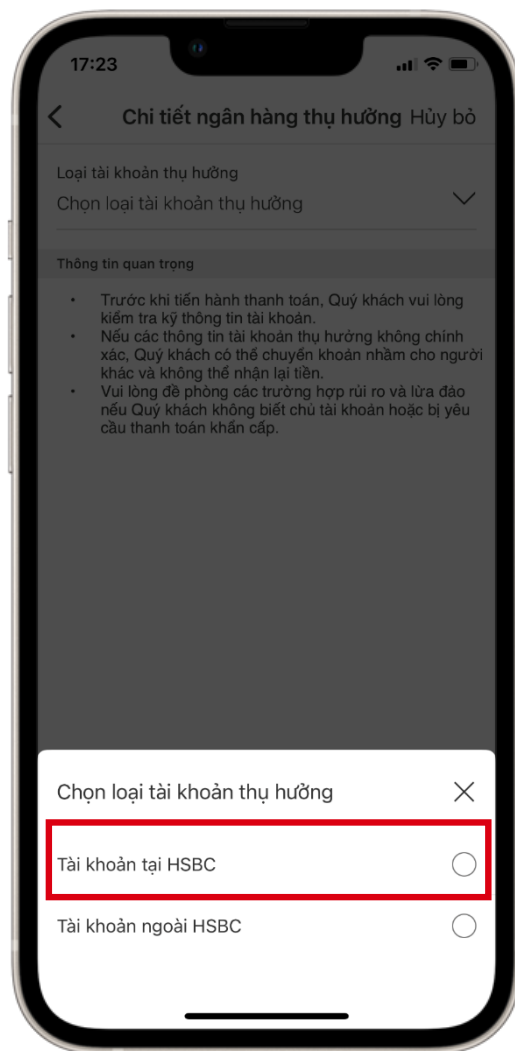 17:23
Chi tiết ngân hàng thụ hưởng Hủy bỏ
Loại tài khoản thụ hưởng
Chọn loại tài khoản thụ hưởng
Thông tin quan trọng
• Trước khi tiến hành thanh toán, Quý khách vui lòng
kiểm tra kỹ thông tin tài khoản.
• Nếu các thông tin tài khoản thụ hưởng không chính
xác, Quý khách có thể chuyển khoản nhầm cho người
khác và không thể nhận lại tiền.
• Vui lòng đề phòng các trường hợp rủi ro và lừa đảo
nếu Quý khách không biết chủ tài khoản hoặc bị yêu
cầu thanh toán khẩn cấp.
Chọn loại tài khoản thụ hưởng
Tài khoản tại HSBC
Tài khoản ngoài HSBC